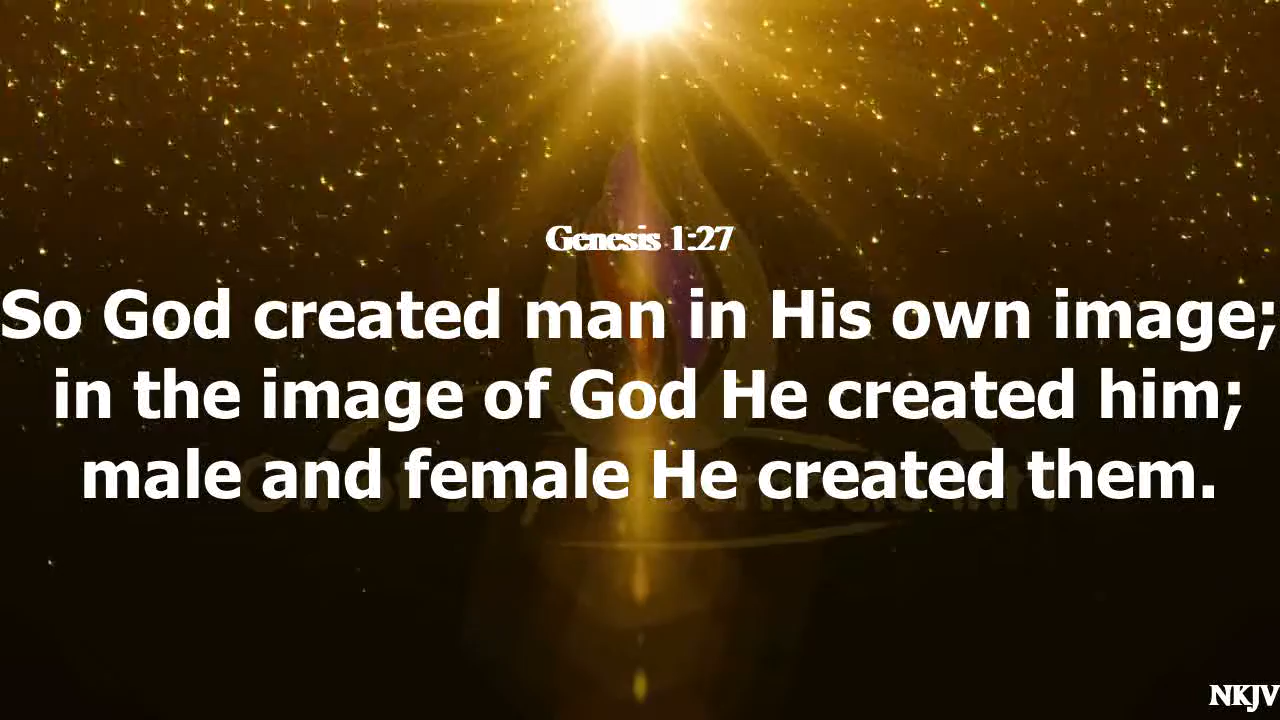 Genesis 1:27
So God created man in His own image;
in the image of God He created him;
male and female He created them.
NKJV